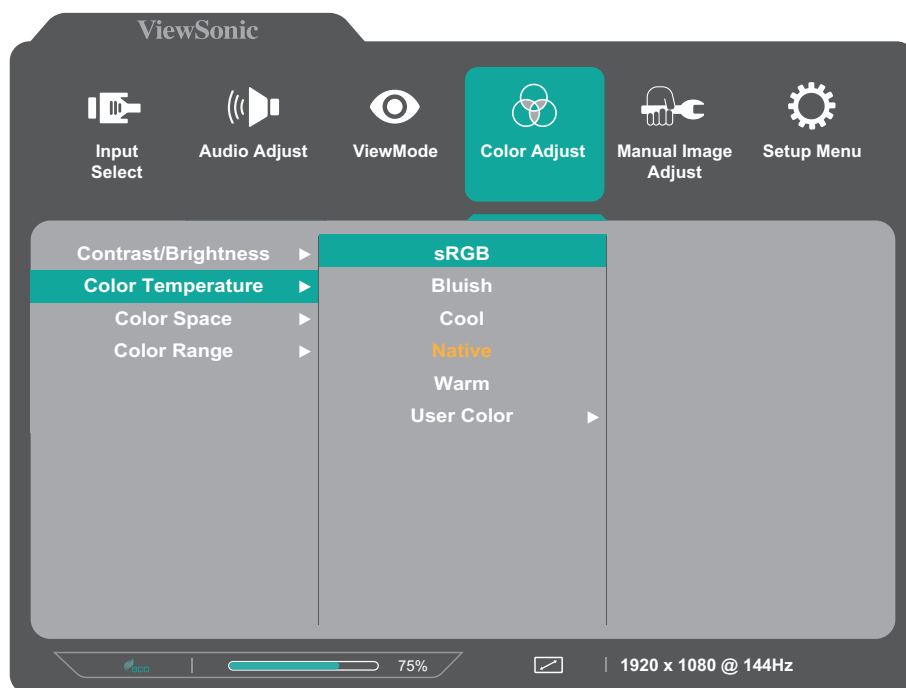 ViewSonic
Input Select
Audio Adjust
ViewMode
Color Adjust
Manual Image Adjust
Setup Menu
Contrast/Brightness
Color Temperature
Color Space
Color Range
sRGB
Bluish
Cool
Native
Warm
User Color
ECO
75%
1920 x 1080 @ 144Hz